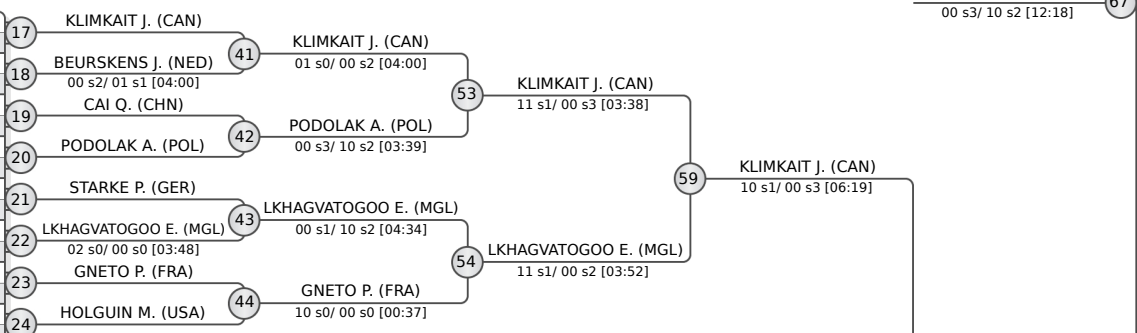 67
00 s3/ 10 s2 [12:18]
17
KLIMKAIT J. (CAN)
18
BEURSKENS J. (NED)
00 s2/ 01 s1 [04:00]
41
KLIMKAIT J. (CAN)
01 s0/ 00 s2 [04:00]
19
CAI Q. (CHN)
20
PODOLAK A. (POL)
42
PODOLAK A. (POL)
00 s3/ 10 s2 [03:39]
53
KLIMKAIT J. (CAN)
11 s1/ 00 s3 [03:38]
21
STARKE P. (GER)
22
LKHAGVATOGOO E. (MGL)
02 s0/ 00 s0 [03:48]
43
LKHAGVATOGOO E. (MGL)
00 s1/ 10 s2 [04:34]
23
GNETO P. (FRA)
24
HOLGUIN M. (USA)
44
GNETO P. (FRA)
10 s0/ 00 s0 [00:37]
54
LKHAGVATOGOO E. (MGL)
11 s1/ 00 s2 [03:52]
59
KLIMKAIT J. (CAN)
10 s1/ 00 s3 [06:19]